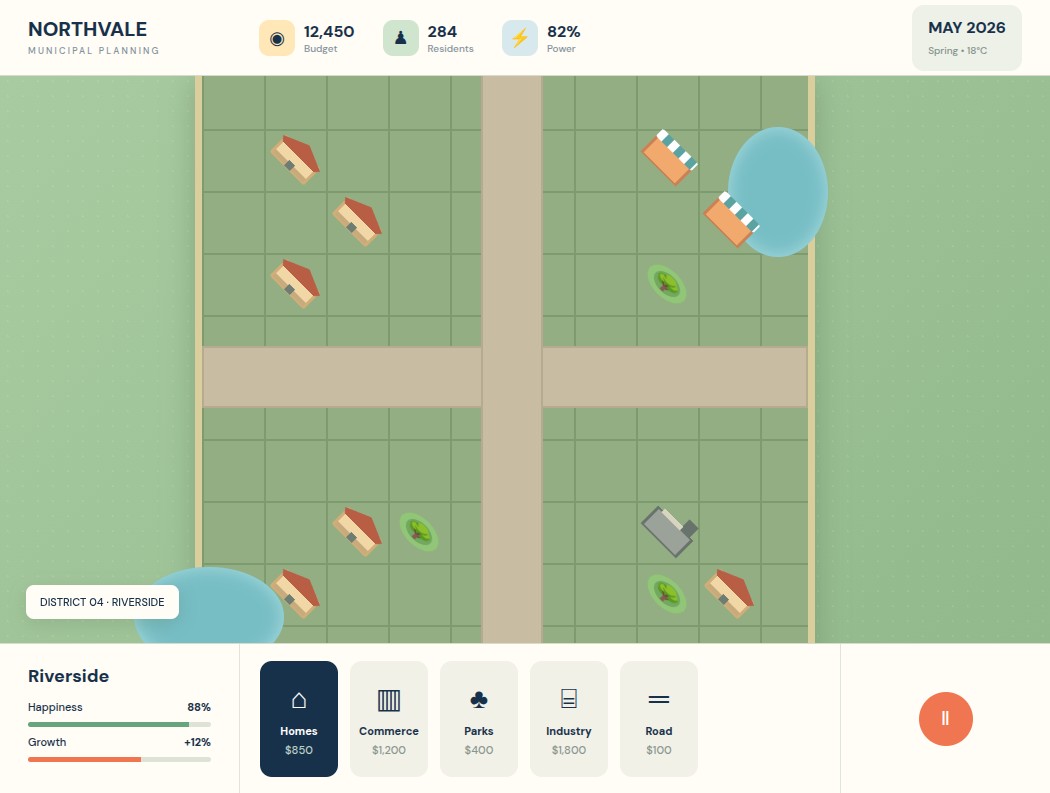 NORTHVALE
MUNICIPAL PLANNING
12,450
Budget
284
Residents
82%
Power
MAY 2026
Spring • 18°C
DISTRICT 04 · RIVERSIDE
Riverside
Happiness 88%
Growth +12%
Homes
$850
Commerce
$1,200
Parks
$400
Industry
$1,800
Road
$100